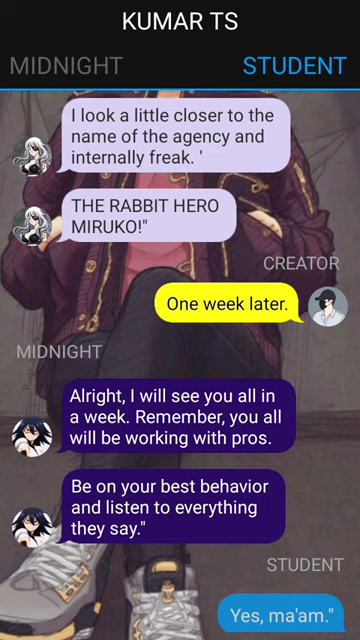 KUMAR TS
MIDNIGHT
STUDENT
I look a little closer to the
name of the agency and
internally freak. '
THE RABBIT HERO
MIRUKO!"
CREATOR
One week later.
MIDNIGHT
Alright, I will see you all in
a week. Remember, you all
will be working with pros.
Be on your best behavior
and listen to everything
they say."
STUDENT
Yes, ma'am."